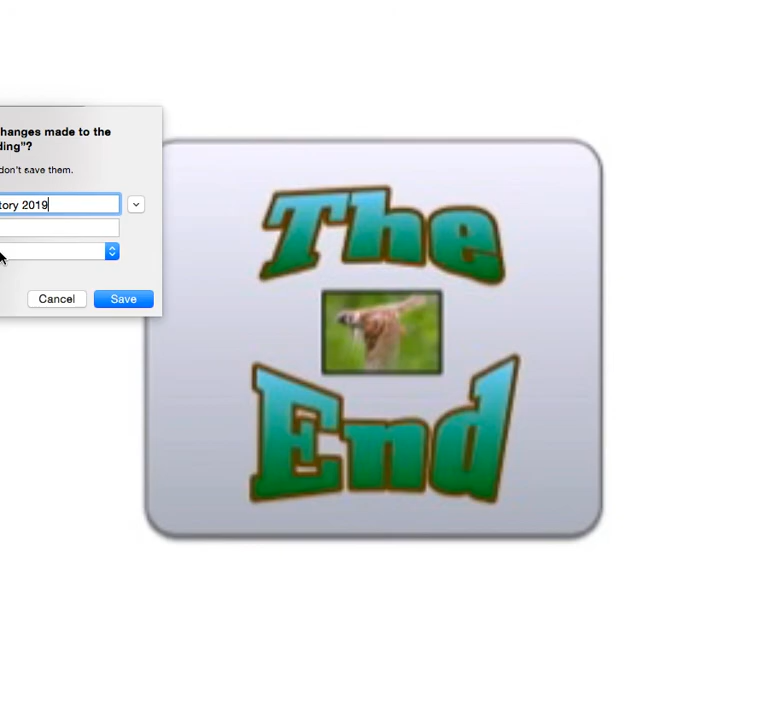 hanges made to the
ding"?
don't save them.
tory 2019
Cancel
Save
The
End